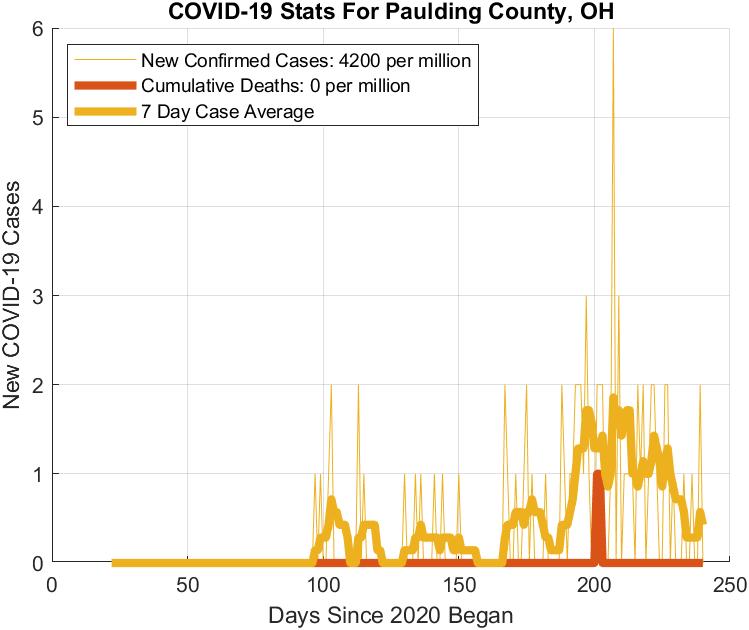 COVID-19 Stats For Paulding County, OH
New Confirmed Cases: 4200 per million
Cumulative Deaths: 0 per million
7 Day Case Average
New COVID-19 Cases
6
5
4
3
2
1
0
0 50 100 150 200 250
Days Since 2020 Began